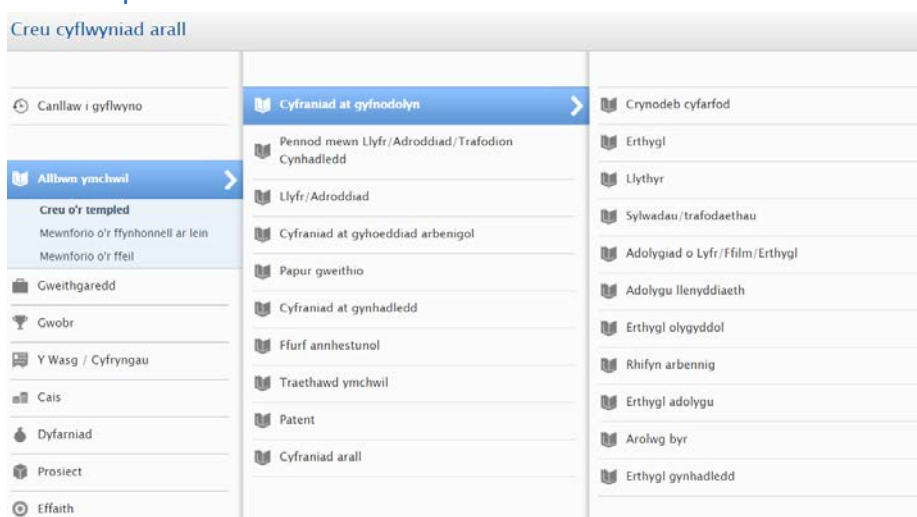 Creu cyflwyniad arall
Canllaw i gyflwyno
Allbwn ymchwil
Creu o'r templed
Mewnforio o'r ffynhonnell ar lein
Mewnforio o'r ffeil
Gweithgaredd
Gwobr
Y Wasg / Cyfryngau
Cais
Dyfarniad
Prosiect
Effaith
Cyfraniad at gyfnodolyn
Pennod mewn Llyfr/Adroddiad/Trafodion
Cynhadledd
Llyfr/Adroddiad
Cyfraniad at gyhoeddiad arbenigol
Papur gweithio
Cyfraniad at gynhadledd
Ffurf annhestunol
Traethawd ymchwil
Patent
Cyfraniad arall
Crynodeb cyfarfod
Erthygl
Llythyr
Sylwadau/trafodaethau
Adolygiad o Lyfr/Ffilm/Erthygl
Adolygu llenyddiaeth
Erthygl olygyddol
Rhifyn arbennig
Erthygl adolygu
Arolwg byr
Erthygl gynhadledd